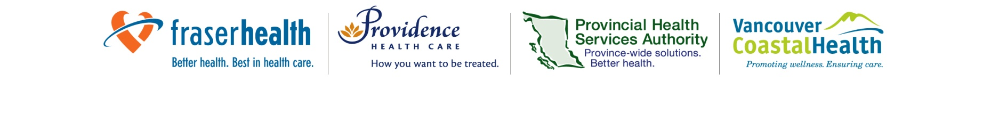 fraserhealth
Better health. Best in health care.
Providence
HEALTH CARE
How you want to be treated.
Provincial Health
Services Authority
Province-wide solutions.
Better health.
Vancouver
CoastalHealth
Promoting wellness. Ensuring care.